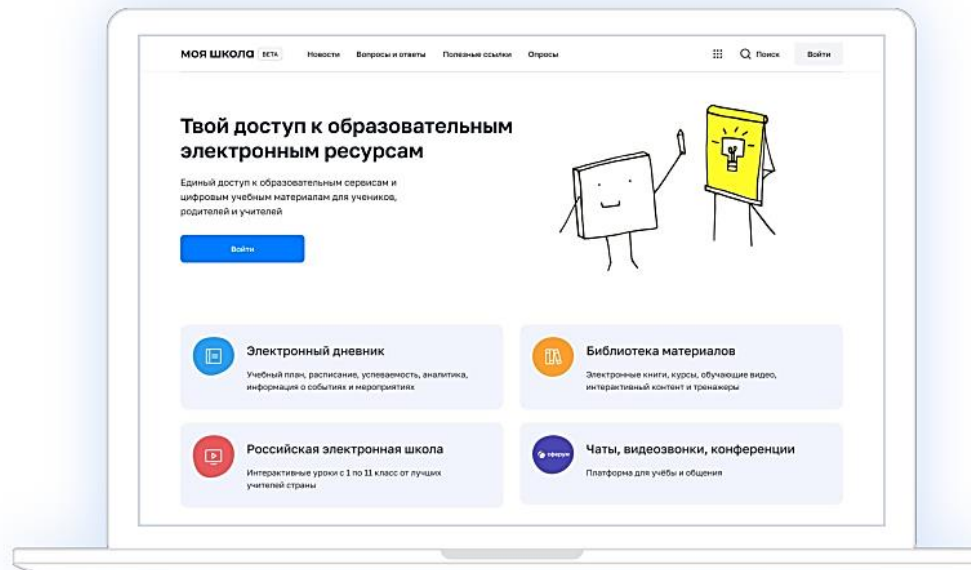 моя школа BETA Новости Вопросы и ответы Полезные ссылки Опросы Поиск Войти
Твой доступ к образовательным
электронным ресурсам
Единый доступ к образовательным сервисам и
цифровым учебным материалам для учеников,
родителей и учителей
Войти
Электронный дневник
Учебный план, расписание, успеваемость, аналитика,
информация о событиях и мероприятиях
Библиотека материалов
Электронные книги, курсы, обучающие видео,
интерактивный контент и тренажеры
Российская электронная школа
Интерактивные уроки с 1 по 11 класс от лучших
учителей страны
сферум
Чаты, видеозвонки, конференции
Платформа для учёбы и общения